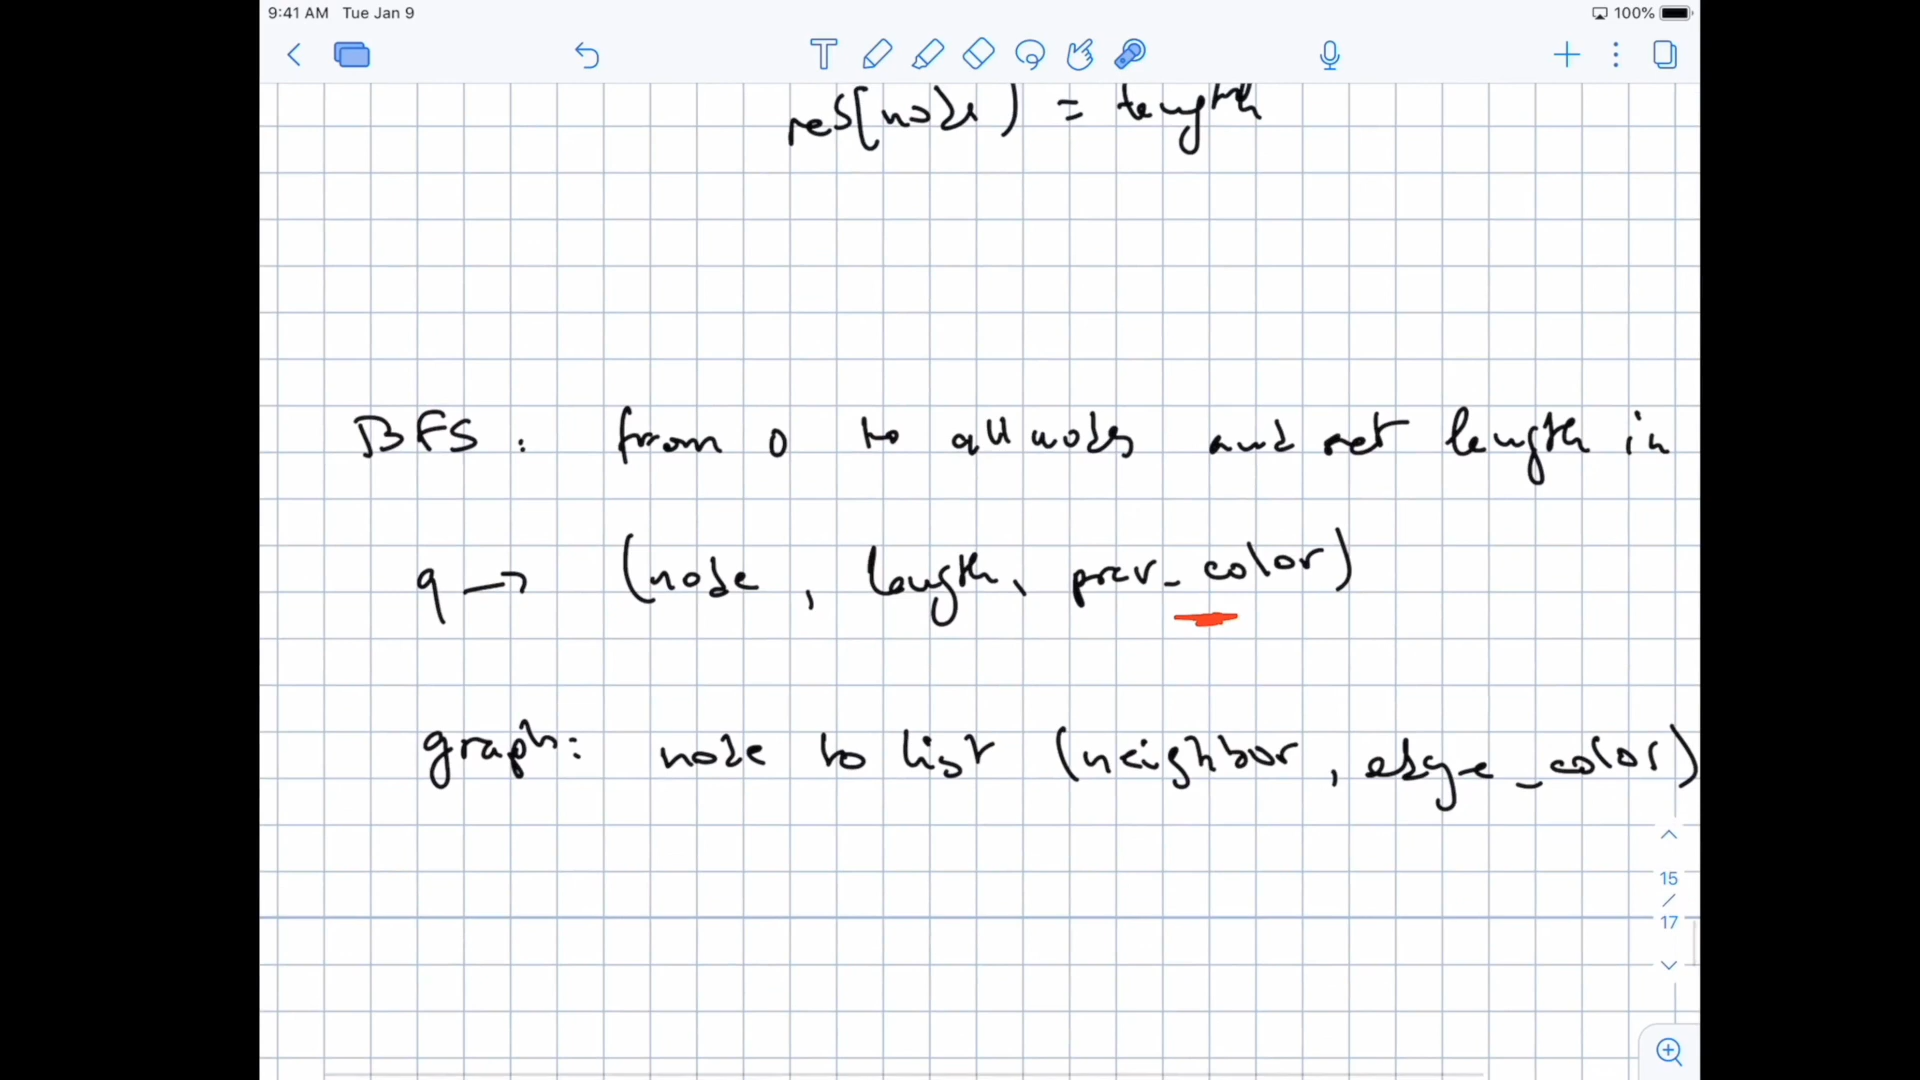 9:41 AM Tue Jan 9
100%
res[node) = length
BFS : from 0 to all nodes and set length in
q → (node , length, prev_color)
graph: node to list (neighbor , edge_color)
15
/
17